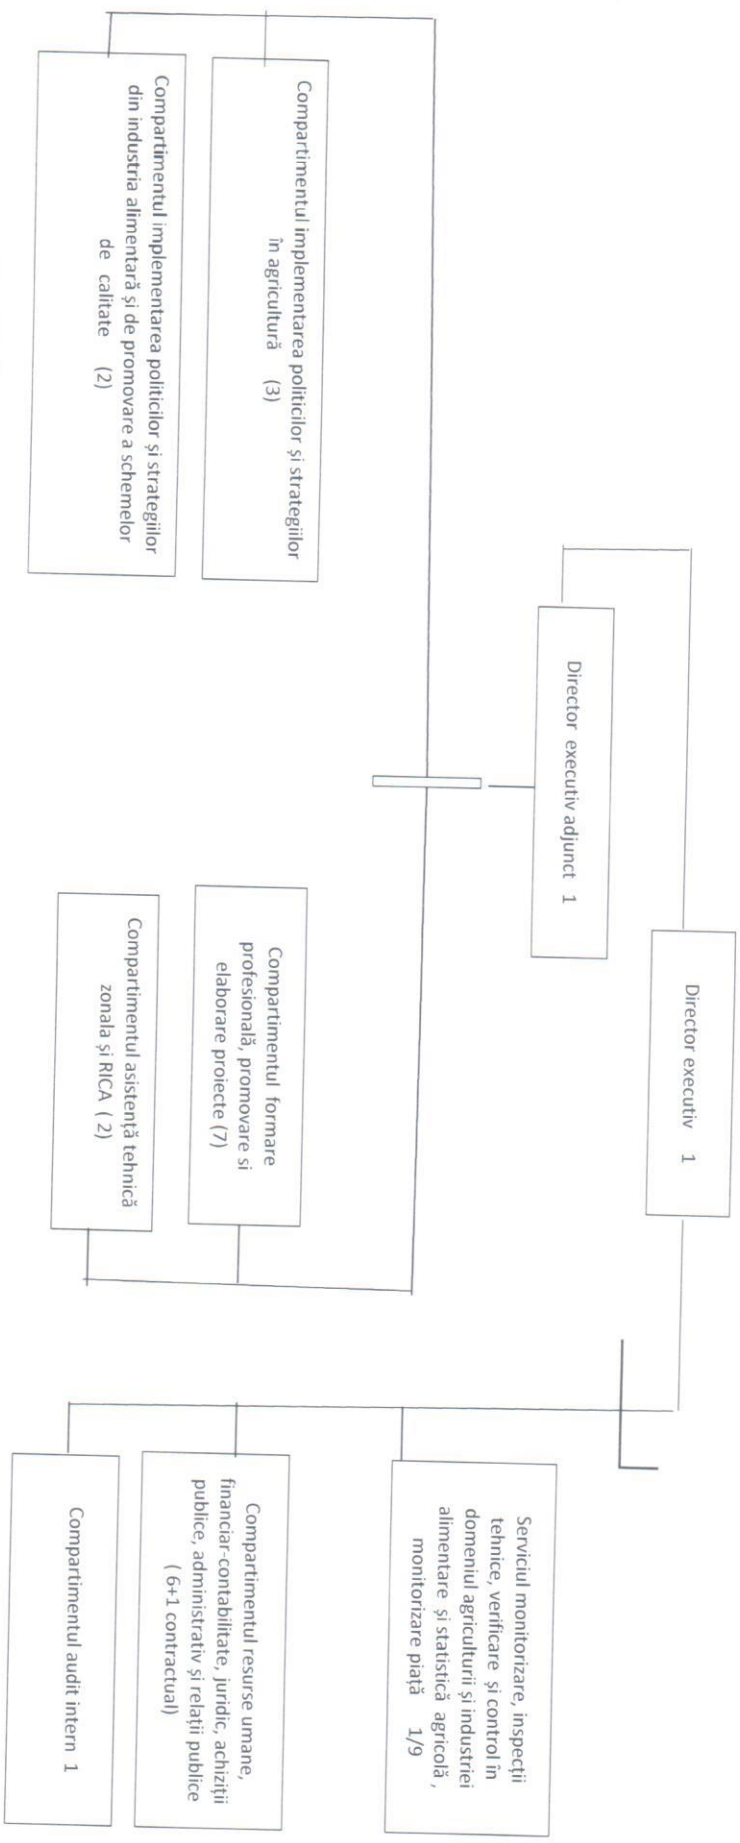 Director executiv 1
Director executiv adjunct 1
Compartimentul implementarea politicilor și strategiilor
în agricultură (3)
Compartimentul implementarea politicilor și strategiilor
din industria alimentară și de promovare a schemelor
de calitate (2)
Compartimentul formare
profesională, promovare si
elaborare proiecte (7)
Compartimentul asistență tehnică
zonala și RICA ( 2)
Serviciul monitorizare, inspecții
tehnice, verificare și control în
domeniul agriculturii și industriei
alimentare și statistică agricolă ,
monitorizare piață 1/9
Compartimentul resurse umane,
financiar-contabilitate, juridic, achiziții
publice, administrativ și relații publice
( 6+1 contractual)
Compartimentul audit intern 1